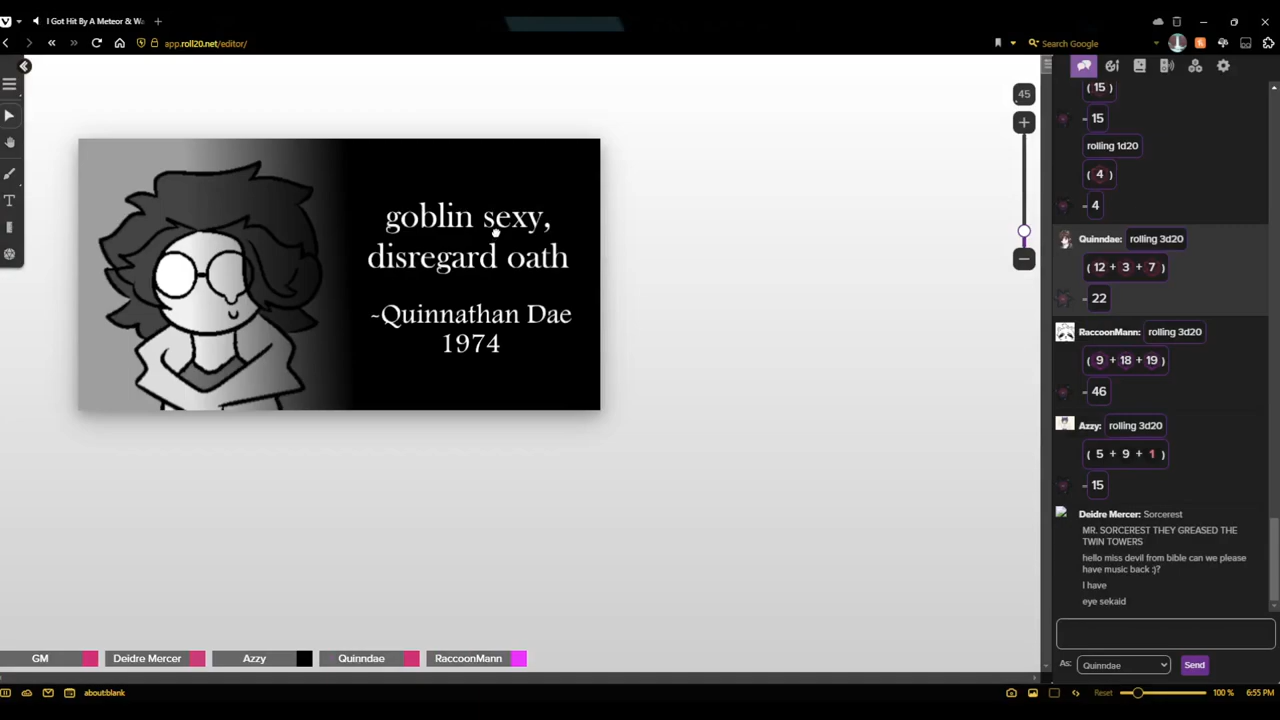 I Got Hit By A Meteor & Wa
app.roll20.net/editor/
Search Google
45
goblin sexy,
disregard oath
~Quinnathan Dae
1974
( 15 )
= 15
rolling 1d20
( 4 )
= 4
Quinndae: rolling 3d20
( 12 + 3 + 7 )
= 22
RaccoonMann: rolling 3d20
( 9 + 18 + 19 )
= 46
Azzy: rolling 3d20
( 5 + 9 + 1 )
= 15
Deidre Mercer: Sorcerest
MR. SORCEREST THEY GREASED THE
TWIN TOWERS
hello miss devil from bible can we please
have music back :)?
I have
eye sekaid
As: Quinndae Send
GM Deidre Mercer Azzy Quinndae RaccoonMann
about:blank
Reset 100 % 6:55 PM